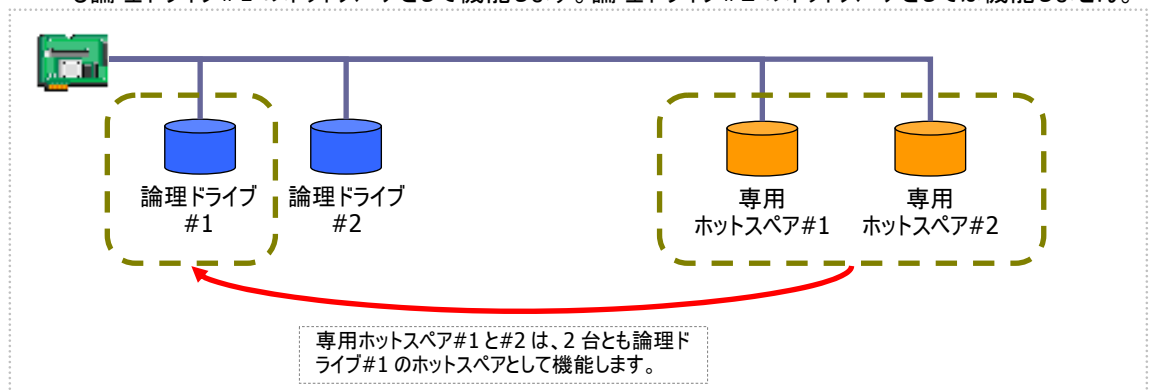 論理ドライブ
#1
論理ドライブ
#2
専用
ホットスペア#1
専用
ホットスペア#2
専用ホットスペア#1 と#2 は、2 台とも論理ド
ライブ#1 のホットスペアとして機能します。